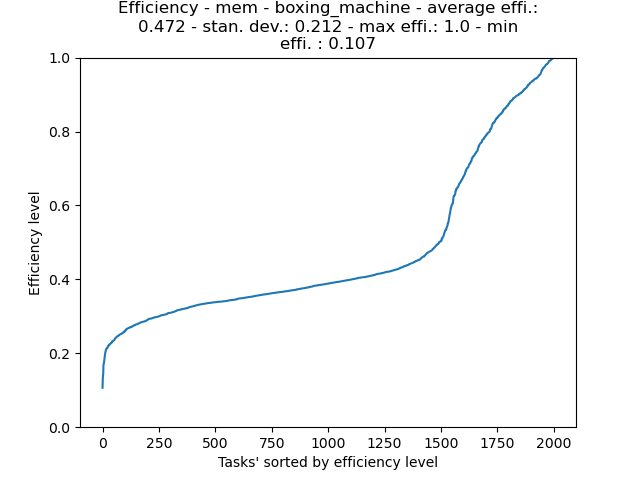 Efficiency - mem - boxing_machine - average effi.:
0.472 - stan. dev.: 0.212 - max effi.: 1.0 - min
effi. : 0.107
1.0
0.8
0.6
0.4
0.2
0.0
Efficiency level
0 250 500 750 1000 1250 1500 1750 2000
Tasks' sorted by efficiency level